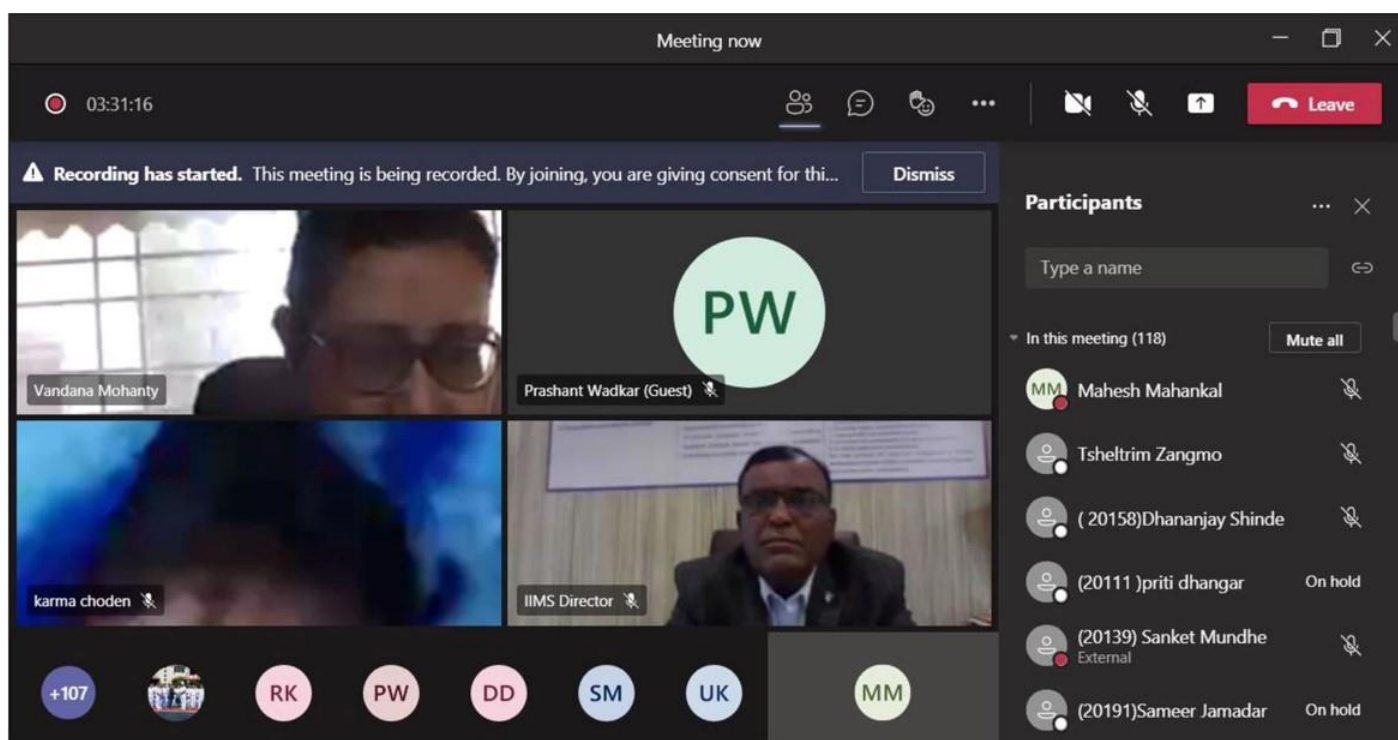 Meeting now
03:31:16
Leave
Recording has started. This meeting is being recorded. By joining, you are giving consent for thi...
Dismiss
Vandana Mohanty
PW
Prashant Wadkar (Guest)
karma choden
IIMS Director
+107
RK
PW
DD
SM
UK
MM
Participants
Type a name
In this meeting (118)
Mute all
MM
Mahesh Mahankal
Tsheltrim Zangmo
( 20158)Dhananjay Shinde
(20111 )priti dhangar
On hold
(20139) Sanket Mundhe
External
(20191)Sameer Jamadar
On hold